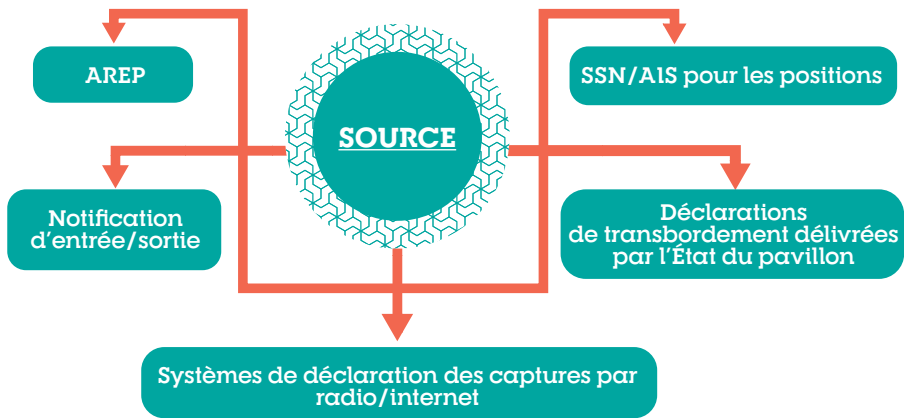 AREP
SOURCE
SSN/AIS pour les positions
Notification
d'entrée/sortie
Déclarations
de transbordement délivrées
par l'État du pavillon
Systèmes de déclaration des captures par
radio/internet